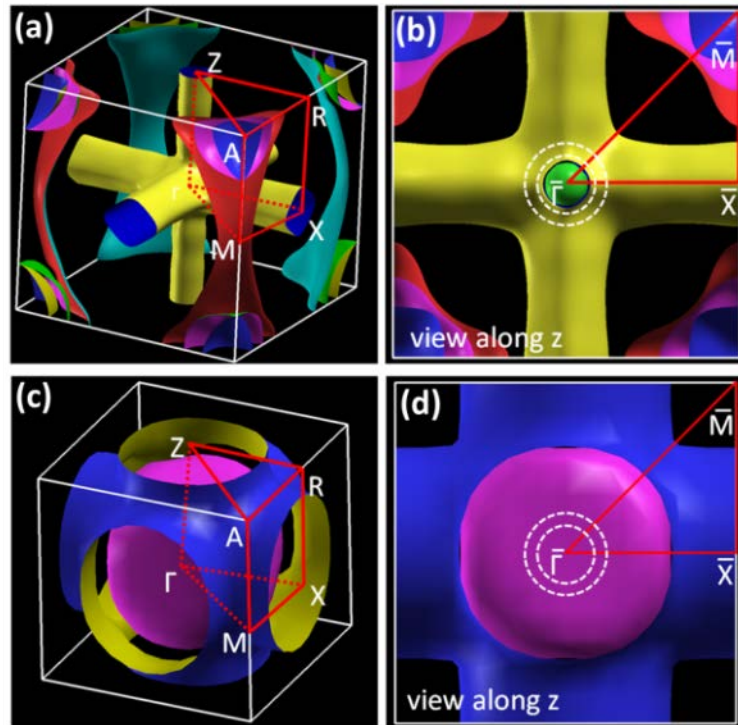 (a)
Z
R
A
Γ
X
M
(b)
M̄
Γ̄
X̄
view along z
(c)
Z
R
A
Γ
X
M
(d)
M̄
Γ̄
X̄
view along z